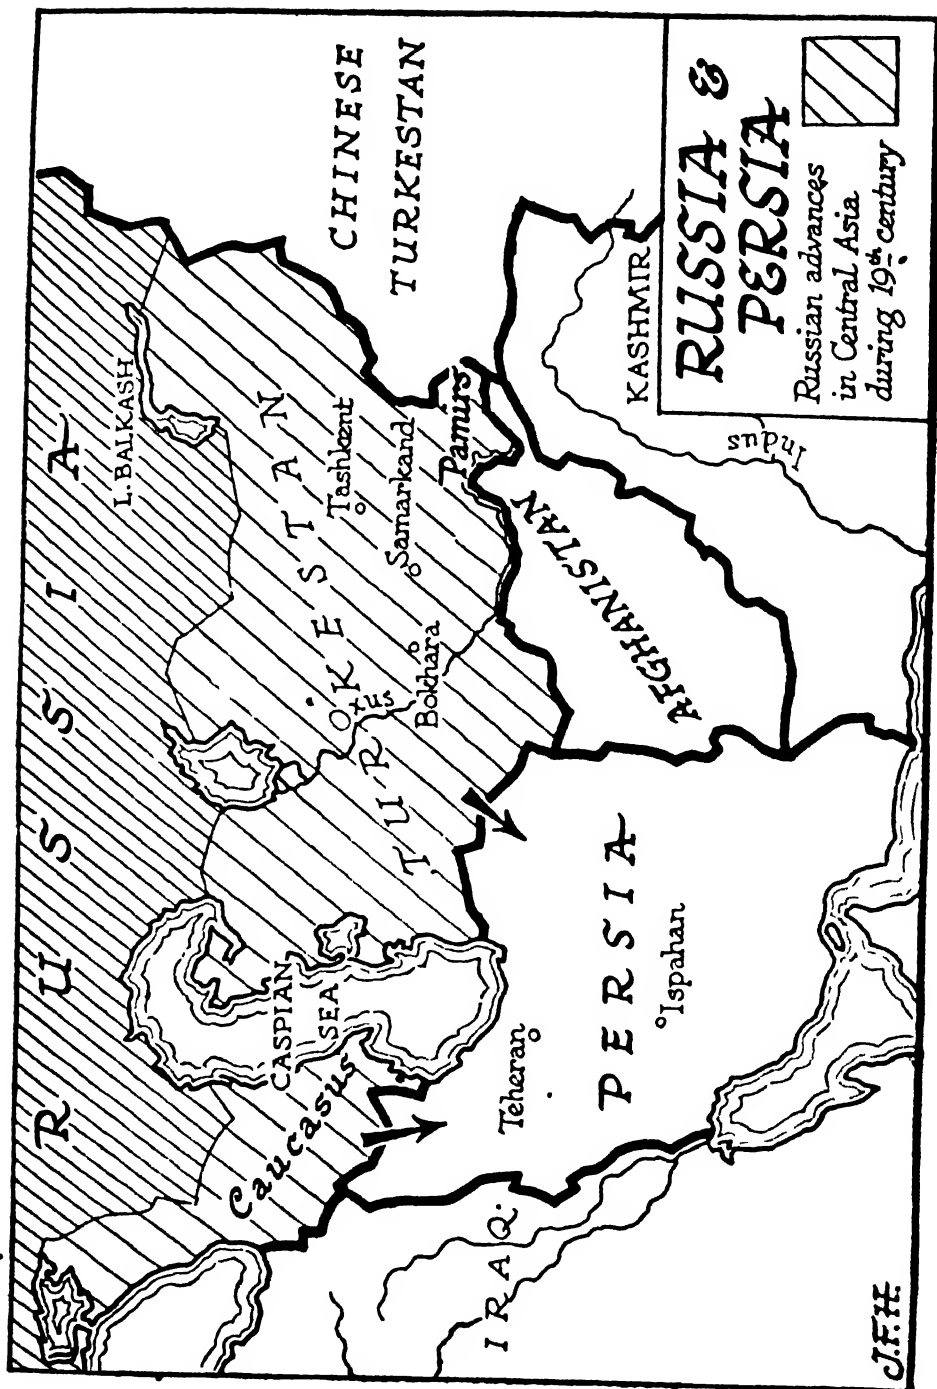 RUSSIA &
PERSIA
Russian advances
in Central Asia
during 19th century
RUSSIA
CHINESE
TURKESTAN
L. BALKASH
TURKESTAN
Tashkent
Samarkand
Pamirs
Oxus
Bokhara
KASHMIR
Indus
AFGHANISTAN
CASPIAN
SEA
Caucasus
Teheran
PERSIA
Ispahan
IRAQ
J.F.H.